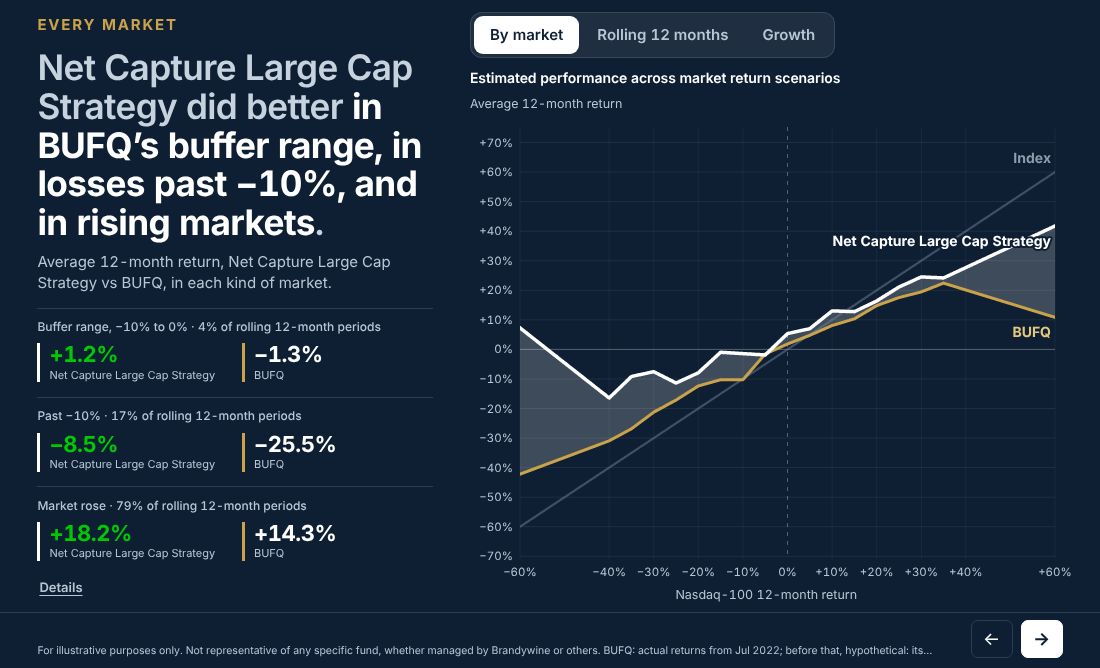 EVERY MARKET
Net Capture Large Cap
Strategy did better in
BUFQ’s buffer range, in
losses past −10%, and
in rising markets.
Average 12-month return, Net Capture Large Cap
Strategy vs BUFQ, in each kind of market.
Buffer range, −10% to 0% · 4% of rolling 12-month periods
+1.2%
Net Capture Large Cap Strategy
−1.3%
BUFQ
Past −10% · 17% of rolling 12-month periods
−8.5%
Net Capture Large Cap Strategy
−25.5%
BUFQ
Market rose · 79% of rolling 12-month periods
+18.2%
Net Capture Large Cap Strategy
+14.3%
BUFQ
Details
By market Rolling 12 months Growth
Estimated performance across market return scenarios
Average 12-month return
+70%
+60%
+50%
+40%
+30%
+20%
+10%
0%
−10%
−20%
−30%
−40%
−50%
−60%
−70%
Index
Net Capture Large Cap Strategy
BUFQ
−60% −40% −30% −20% −10% 0% +10% +20% +30% +40% +60%
Nasdaq-100 12-month return
For illustrative purposes only. Not representative of any specific fund, whether managed by Brandywine or others. BUFQ: actual returns from Jul 2022; before that, hypothetical: its…